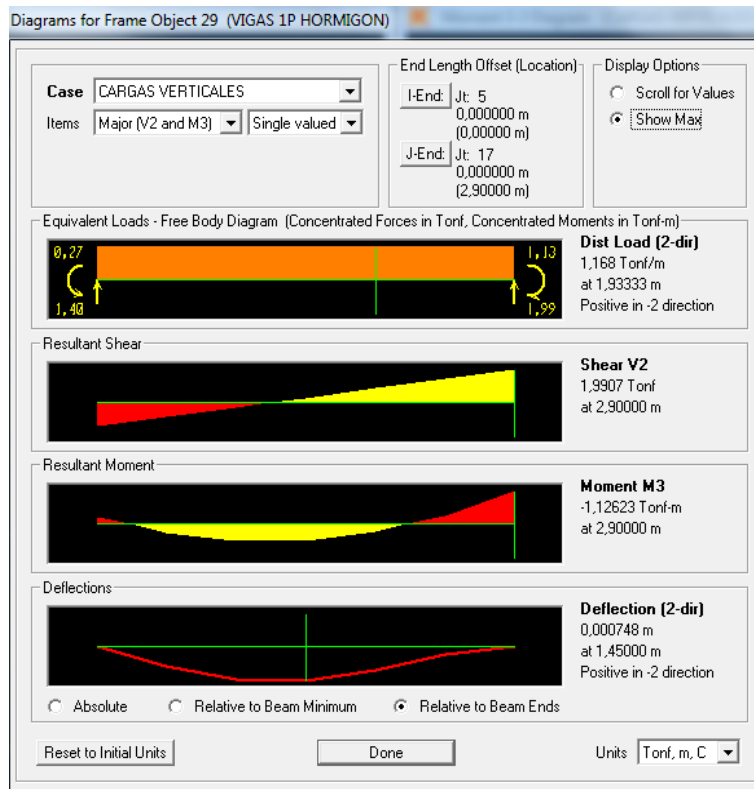 Diagrams for Frame Object 29 (VIGAS 1P HORMIGON)
Case CARGAS VERTICALES
Items Major (V2 and M3) Single valued
End Length Offset (Location)
I-End: Jt: 5
0,000000 m
(0,00000 m)
J-End: Jt: 17
0,000000 m
(2,90000 m)
Display Options
Scroll for Values
Show Max
Equivalent Loads - Free Body Diagram (Concentrated Forces in Tonf, Concentrated Moments in Tonf-m)
0,27 1,13
1,40 1,99
Dist Load (2-dir)
1,168 Tonf/m
at 1,93333 m
Positive in -2 direction
Resultant Shear
Shear V2
1,9907 Tonf
at 2,90000 m
Resultant Moment
Moment M3
-1,12623 Tonf-m
at 2,90000 m
Deflections
Deflection (2-dir)
0,000748 m
at 1,45000 m
Positive in -2 direction
Absolute Relative to Beam Minimum Relative to Beam Ends
Reset to Initial Units Done Units Tonf, m, C